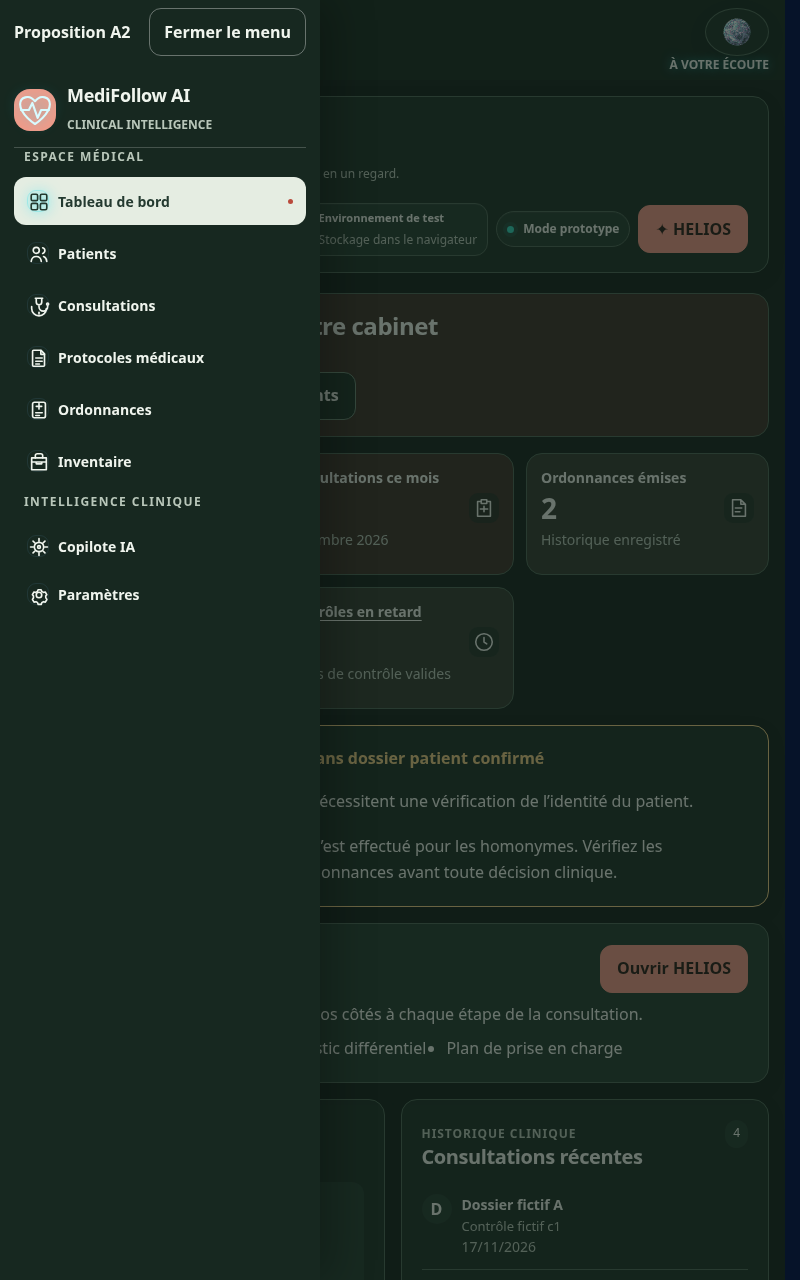 Proposition A2
Fermer le menu
MediFollow AI
CLINICAL INTELLIGENCE
ESPACE MÉDICAL
Tableau de bord
Patients
Consultations
Protocoles médicaux
Ordonnances
Inventaire
INTELLIGENCE CLINIQUE
Copilote IA
Paramètres
À VOTRE ÉCOUTE
en un regard.
Environnement de test
Stockage dans le navigateur
Mode prototype
✦ HELIOS
tre cabinet
nts
ultations ce mois
mbre 2026
Ordonnances émises
2
Historique enregistré
rôles en retard
s de contrôle valides
ans dossier patient confirmé
écessitent une vérification de l’identité du patient.
’est effectué pour les homonymes. Vérifiez les
onnances avant toute décision clinique.
Ouvrir HELIOS
os côtés à chaque étape de la consultation.
stic différentiel • Plan de prise en charge
HISTORIQUE CLINIQUE
4
Consultations récentes
D
Dossier fictif A
Contrôle fictif c1
17/11/2026